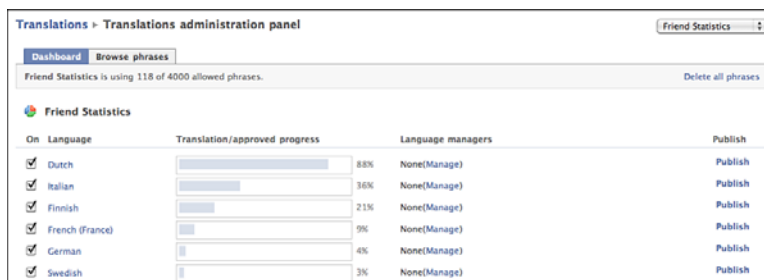 Translations ▸ Translations administration panel
Friend Statistics
Dashboard Browse phrases
Friend Statistics is using 118 of 4000 allowed phrases. Delete all phrases
Friend Statistics
On Language Translation/approved progress Language managers Publish
Dutch 88% None(Manage) Publish
Italian 36% None(Manage) Publish
Finnish 21% None(Manage) Publish
French (France) 9% None(Manage) Publish
German 4% None(Manage) Publish
Swedish 3% None(Manage) Publish